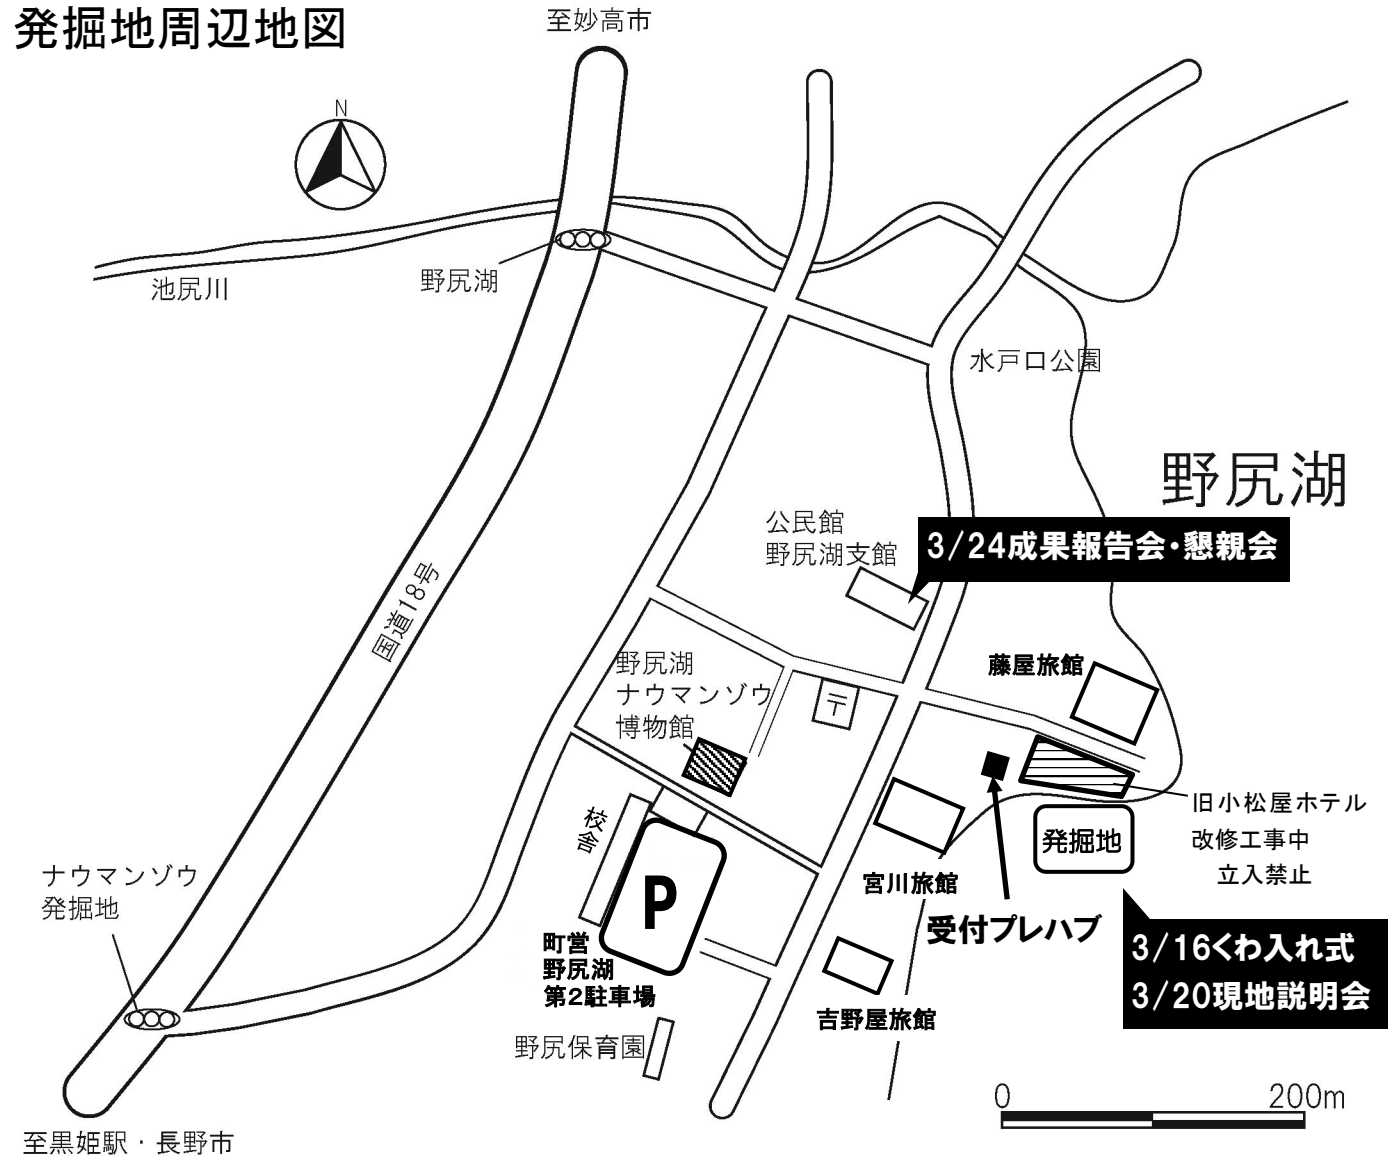 発掘地周辺地図
至妙高市
N
池尻川
野尻湖
水戸口公園
野尻湖
公民館
野尻湖支館
3/24成果報告会・懇親会
国道18号
野尻湖
ナウマンゾウ
博物館
〒
藤屋旅館
旧小松屋ホテル
改修工事中
立入禁止
発掘地
校舎
P
宮川旅館
受付プレハブ
ナウマンゾウ
発掘地
町営
野尻湖
第2駐車場
3/16くわ入れ式
3/20現地説明会
吉野屋旅館
野尻保育園
0 200m
至黒姫駅・長野市